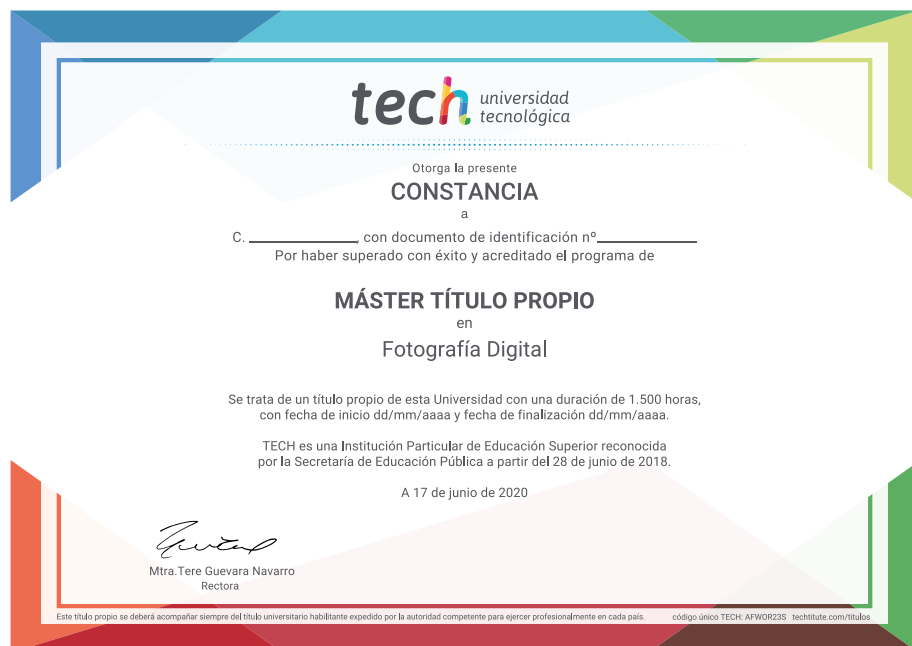 tech universidad
tecnológica
Otorga la presente
CONSTANCIA
a
C. ____________, con documento de identificación nº___________
Por haber superado con éxito y acreditado el programa de
MÁSTER TÍTULO PROPIO
en
Fotografía Digital
Se trata de un título propio de esta Universidad con una duración de 1.500 horas,
con fecha de inicio dd/mm/aaaa y fecha de finalización dd/mm/aaaa.
TECH es una Institución Particular de Educación Superior reconocida
por la Secretaría de Educación Pública a partir del 28 de junio de 2018.
A 17 de junio de 2020
Mtra.Tere Guevara Navarro
Rectora
Este título propio se deberá acompañar siempre del título universitario habilitante expedido por la autoridad competente para ejercer profesionalmente en cada país. código único TECH: AFWOR23S techtitute.com/titulos